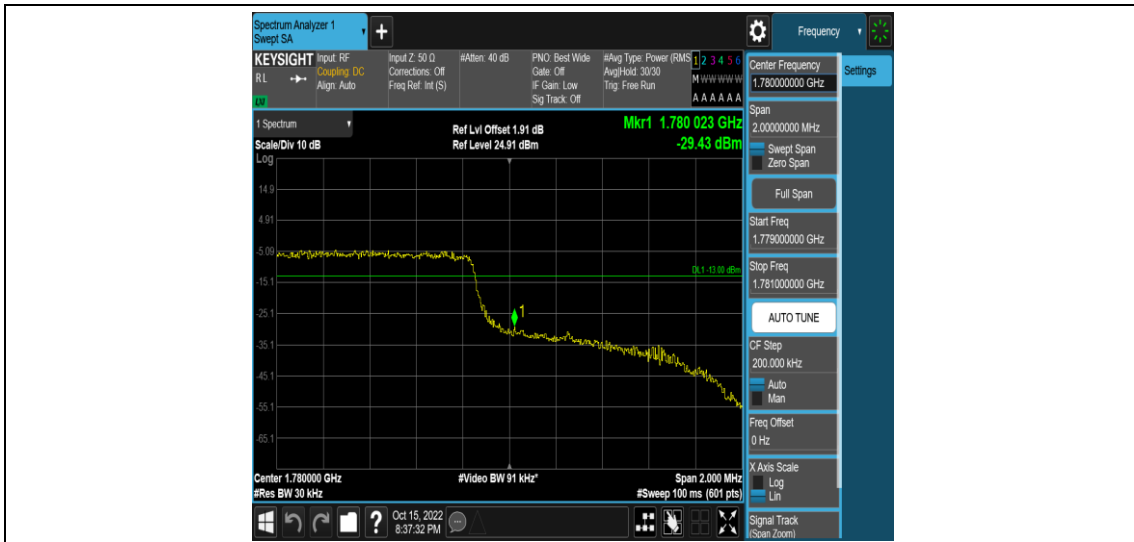 Spectrum Analyzer 1
Swept SA
+
Frequency
KEYSIGHT
RL
LXI
Input: RF
Coupling: DC
Align: Auto
Input Z: 50 Ω
Corrections: Off
Freq Ref: Int (S)
#Atten: 40 dB
PNO: Best Wide
Gate: Off
IF Gain: Low
Sig Track: Off
#Avg Type: Power (RMS
Avg|Hold: 30/30
Trig: Free Run
1 2 3 4 5 6
M W W W W W
A A A A A A
1 Spectrum
Scale/Div 10 dB
Ref Lvl Offset 1.91 dB
Ref Level 24.91 dBm
Mkr1 1.780 023 GHz
-29.43 dBm
Log
14.9
4.91
-5.09
DL1 -13.00 dBm
-15.1
-25.1
1
-35.1
-45.1
-55.1
-65.1
Center 1.780000 GHz
#Video BW 91 kHz*
Span 2.000 MHz
#Res BW 30 kHz
#Sweep 100 ms (601 pts)
Center Frequency
1.780000000 GHz
Settings
Span
2.00000000 MHz
Swept Span
Zero Span
Full Span
Start Freq
1.779000000 GHz
Stop Freq
1.781000000 GHz
AUTO TUNE
CF Step
200.000 kHz
Auto
Man
Freq Offset
0 Hz
X Axis Scale
Log
Lin
Signal Track
(Span Zoom)
?
Oct 15, 2022
8:37:32 PM